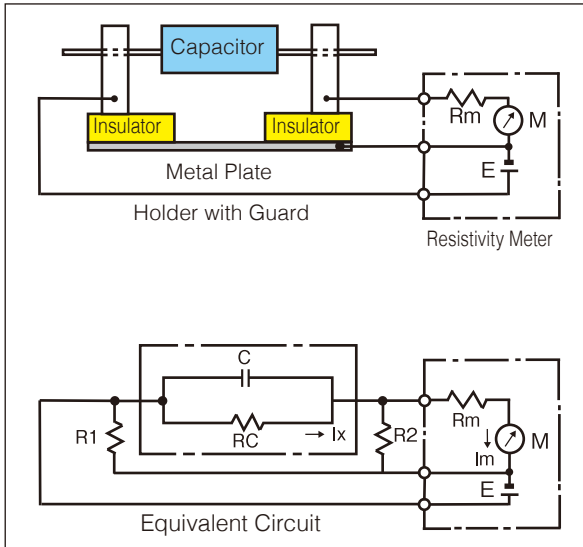 Capacitor
Insulator
Insulator
Rm
M
E
Metal Plate
Holder with Guard
Resistivity Meter
C
RC
→ Ix
R1
R2
Rm
↓ Im
M
E
Equivalent Circuit